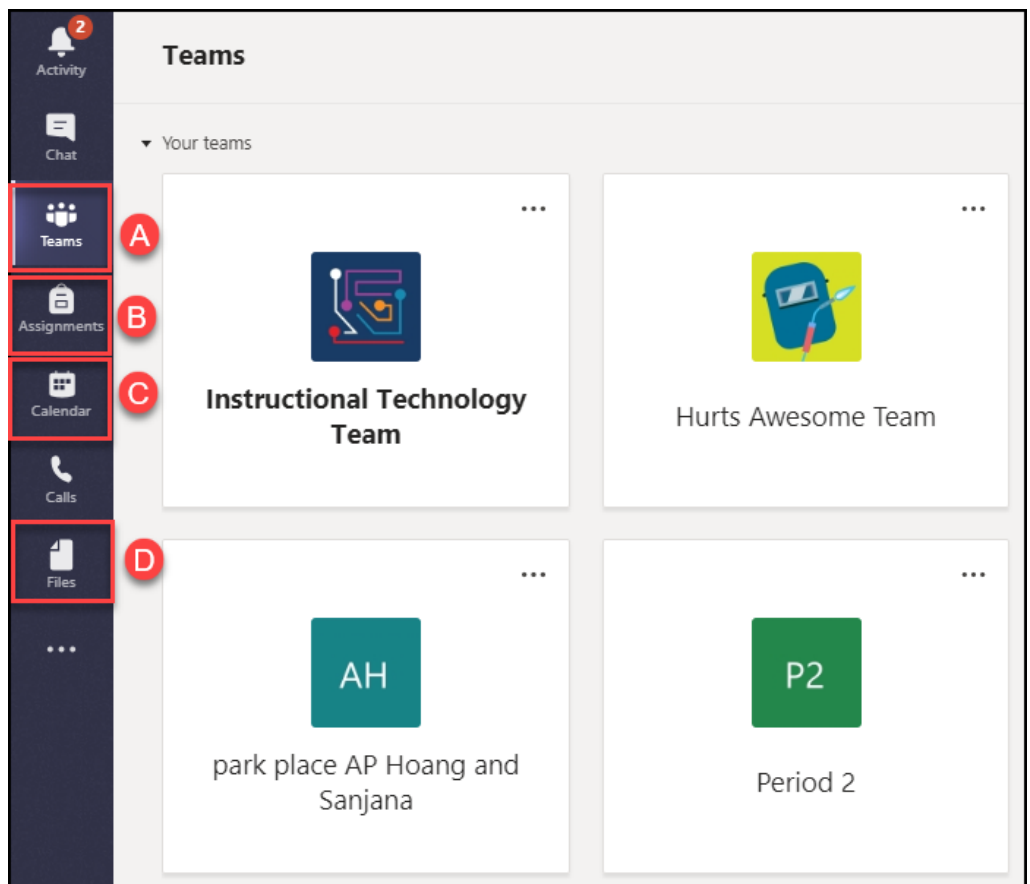 2
Activity
Chat
Teams
Assignments
Calendar
Calls
Files
A
B
C
D
Teams
Your teams
Instructional Technology
Team
Hurts Awesome Team
AH
park place AP Hoang and
Sanjana
P2
Period 2